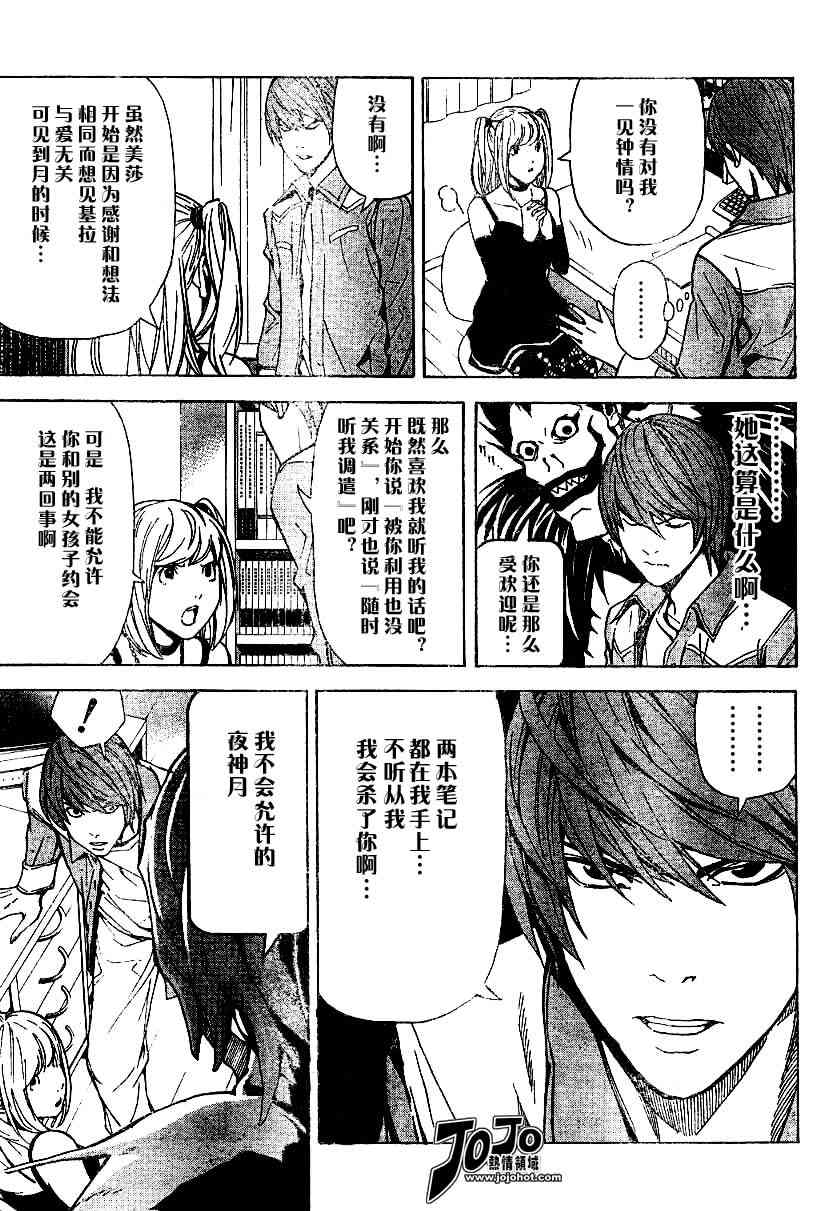 你没有对我
一见钟情吗？
………
没有啊…
虽然美莎
开始是因为感谢和想法
相同而想见基拉
与爱无关
可见到月的时候…
…………
她这算是什么啊…
你还是那么
受欢迎呢…
那么
既然喜欢我就听我的话吧？
开始你说『被你利用也没
关系』，刚才也说『随时
听我调遣』吧？
可是 我不能允许
你和别的女孩子约会
这是两回事啊
………
两本笔记
都在我手上…
不听从我
我会杀了你啊…
我不会允许的
夜神月
！
JOJO
熱情領域
www.jojohot.com